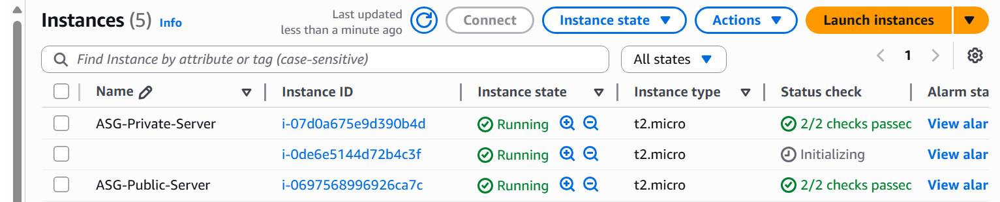 Instances (5) Info
Last updated
less than a minute ago
Connect
Instance state
Actions
Launch instances
Find Instance by attribute or tag (case-sensitive)
All states
1
Name Instance ID Instance state Instance type Status check Alarm sta
ASG-Private-Server i-07d0a675e9d390b4d Running t2.micro 2/2 checks passed View alar
i-0de6e5144d72b4c3f Running t2.micro Initializing View alar
ASG-Public-Server i-0697568996926ca7c Running t2.micro 2/2 checks passed View alar